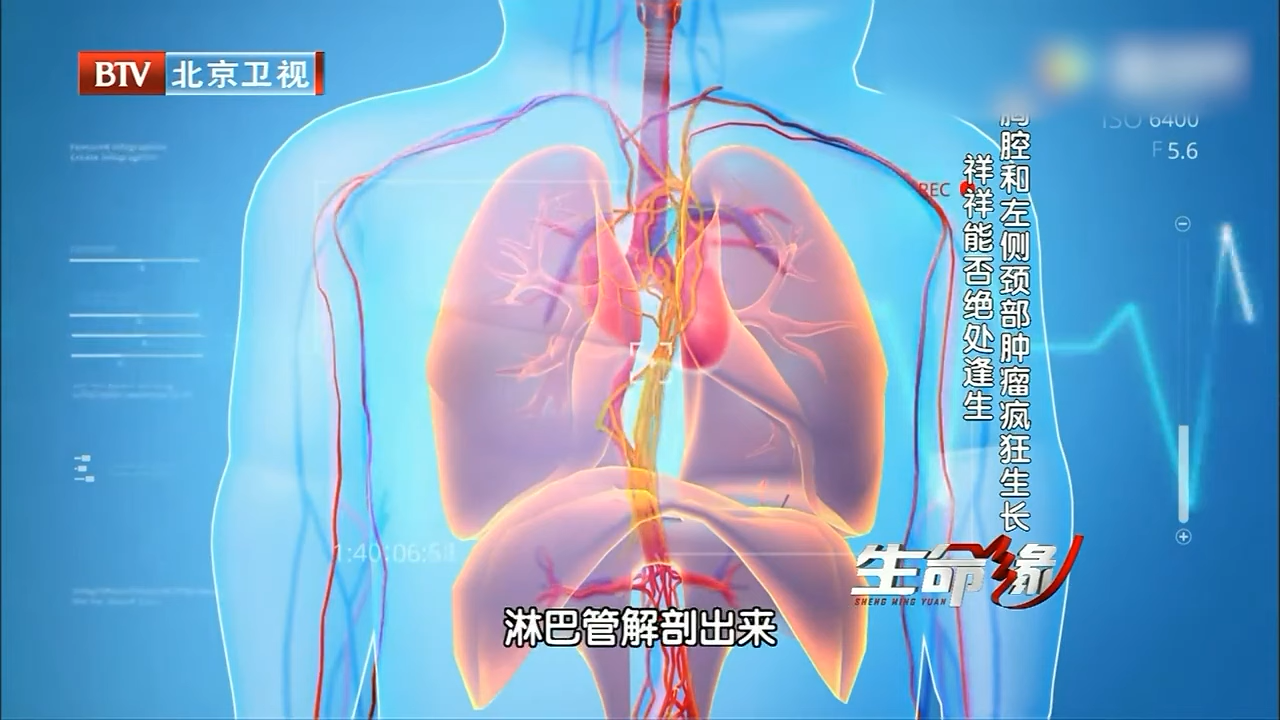 BTV 北京卫视
ISO 6400
F 5.6
REC
胸腔和左侧颈部肿瘤疯狂生长
祥祥能否绝处逢生
1:40:06:5
生命缘
SHENG MING YUAN
淋巴管解剖出来